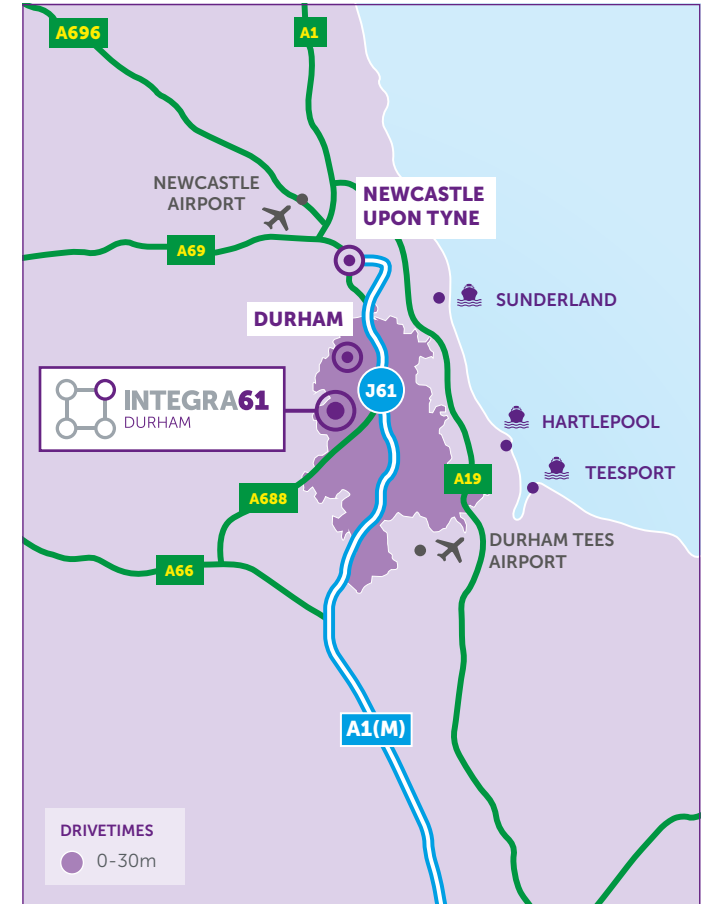 A696
A1
NEWCASTLE
AIRPORT
NEWCASTLE
UPON TYNE
A69
SUNDERLAND
DURHAM
J61
INTEGRA61
DURHAM
HARTLEPOOL
TEESPORT
A19
A688
DURHAM TEES
AIRPORT
A66
A1(M)
DRIVETIMES
0-30m